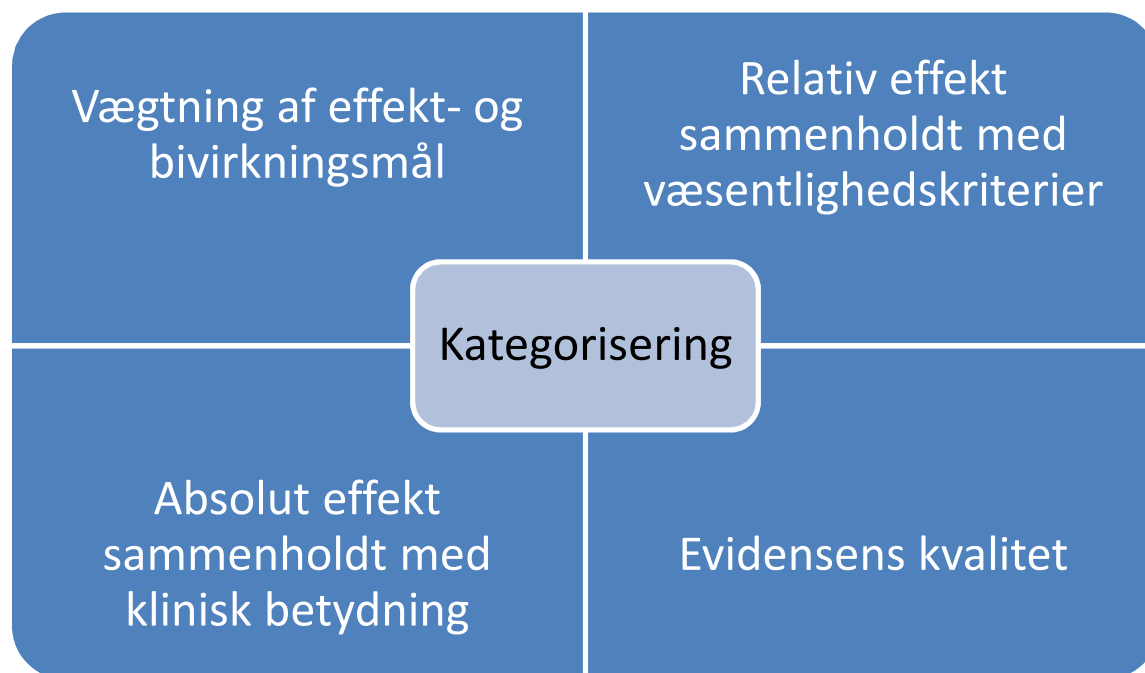 Vægtning af effekt- og
bivirkningsmål
Relativ effekt
sammenholdt med
væsentlighedskriterier
Kategorisering
Absolut effekt
sammenholdt med
klinisk betydning
Evidensens kvalitet